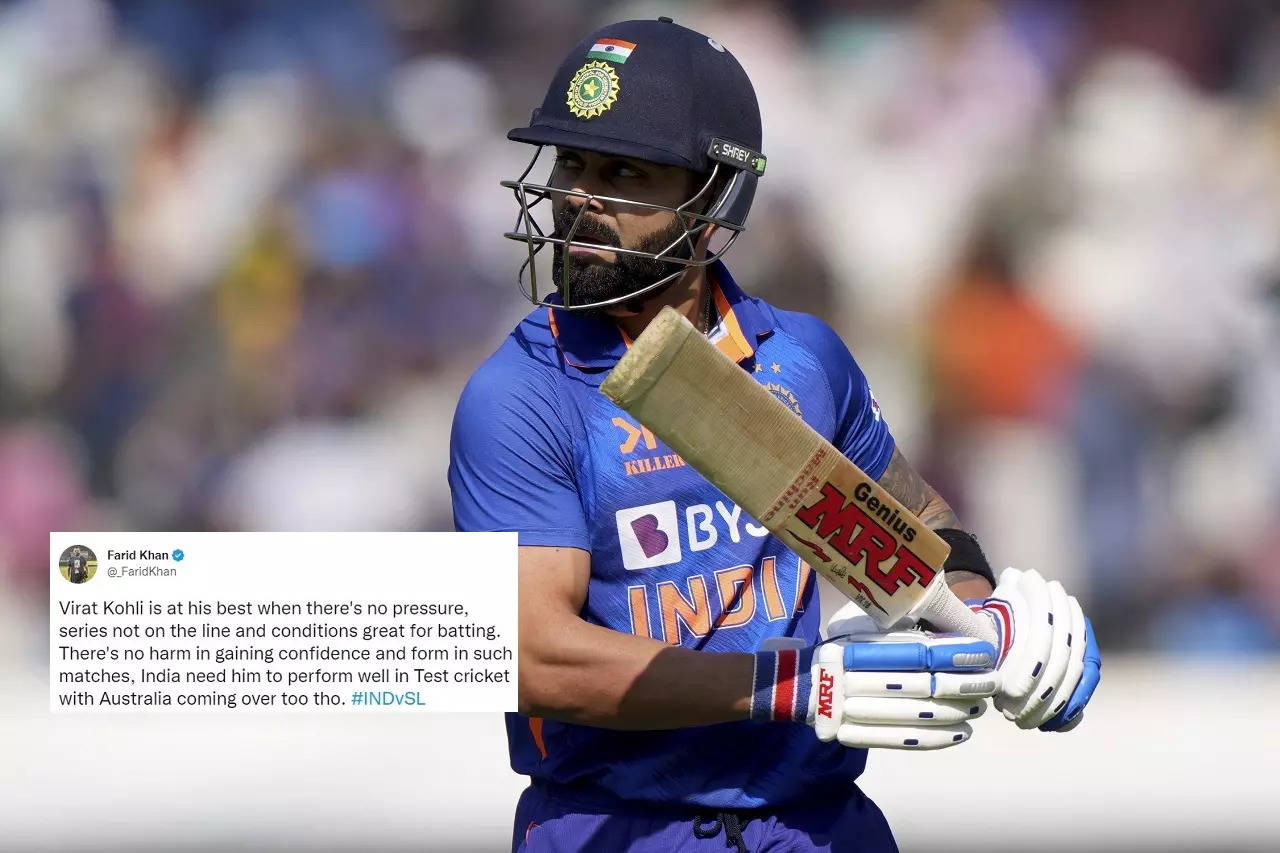 SHREY
KILLER
BYJ
INDIA
Run
Machine
Genius
MRF
MRF
Farid Khan
@_FaridKhan
Virat Kohli is at his best when there's no pressure,
series not on the line and conditions great for batting.
There's no harm in gaining confidence and form in such
matches, India need him to perform well in Test cricket
with Australia coming over too tho. #INDvSL